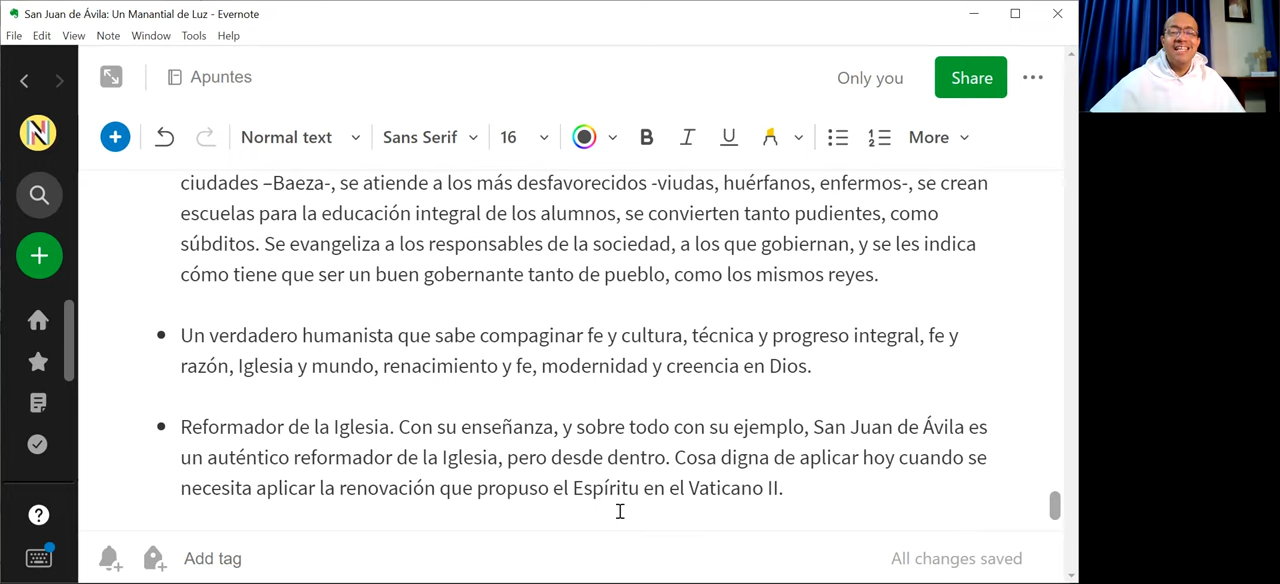 San Juan de Ávila: Un Manantial de Luz - Evernote
File Edit View Note Window Tools Help
Apuntes
Only you
Share
Normal text
Sans Serif
16
B I U
More
ciudades –Baeza-, se atiende a los más desfavorecidos -viudas, huérfanos, enfermos-, se crean
escuelas para la educación integral de los alumnos, se convierten tanto pudientes, como
súbditos. Se evangeliza a los responsables de la sociedad, a los que gobiernan, y se les indica
cómo tiene que ser un buen gobernante tanto de pueblo, como los mismos reyes.
Un verdadero humanista que sabe compaginar fe y cultura, técnica y progreso integral, fe y
razón, Iglesia y mundo, renacimiento y fe, modernidad y creencia en Dios.
Reformador de la Iglesia. Con su enseñanza, y sobre todo con su ejemplo, San Juan de Ávila es
un auténtico reformador de la Iglesia, pero desde dentro. Cosa digna de aplicar hoy cuando se
necesita aplicar la renovación que propuso el Espíritu en el Vaticano II.
Add tag
All changes saved